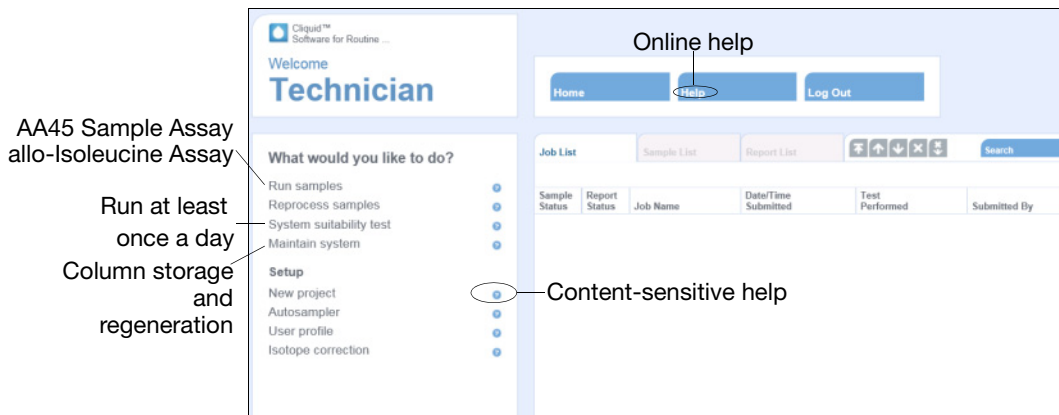 Cliquid™
Software for Routine ...
Welcome
Technician
Online help
Home
Help
Log Out
AA45 Sample Assay
allo-Isoleucine Assay
Run at least
once a day
Column storage
and
regeneration
What would you like to do?
Run samples
Reprocess samples
System suitability test
Maintain system
Setup
New project
Autosampler
User profile
Isotope correction
Content-sensitive help
Job List
Sample List
Report List
Search
Sample Status
Report Status
Job Name
Date/Time Submitted
Test Performed
Submitted By